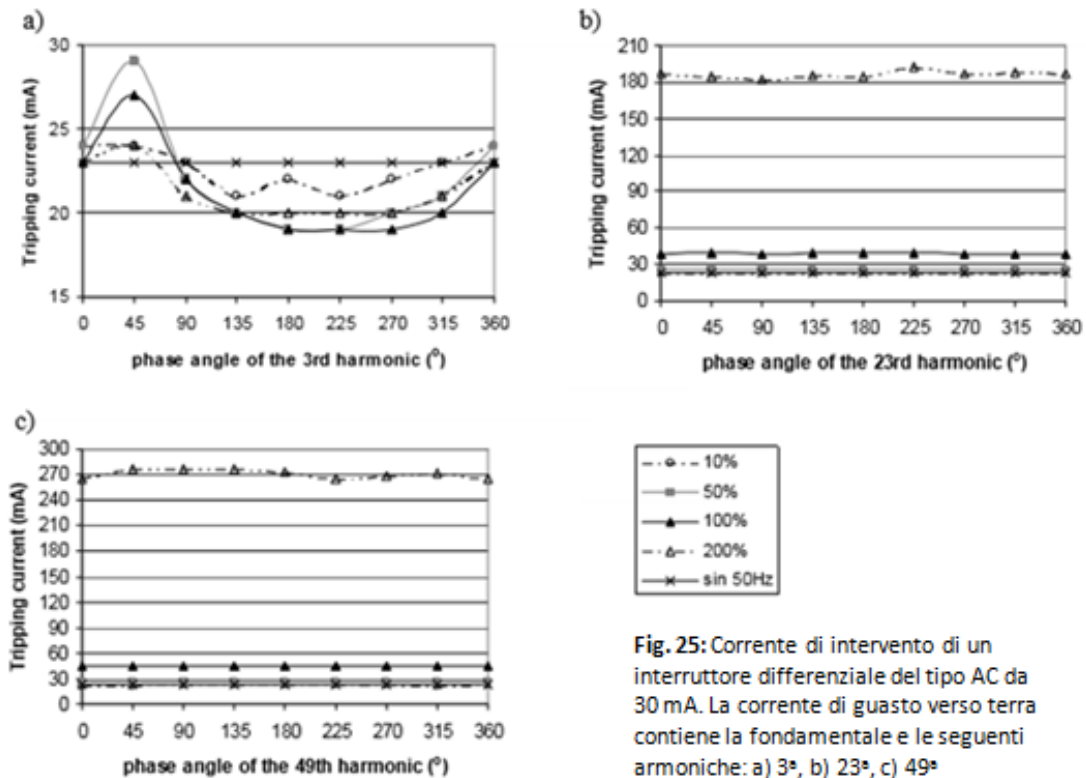 a)
30
25
20
15
Tripping current (mA)
0 45 90 135 180 225 270 315 360
phase angle of the 3rd harmonic (°)
b)
210
180
150
120
90
60
30
0
Tripping current (mA)
0 45 90 135 180 225 270 315 360
phase angle of the 23rd harmonic (°)
c)
300
270
240
210
180
150
120
90
60
30
0
Tripping current (mA)
0 45 90 135 180 225 270 315 360
phase angle of the 49th harmonic (°)
10%
50%
100%
200%
sin 50Hz
Fig. 25: Corrente di intervento di un
interruttore differenziale del tipo AC da
30 mA. La corrente di guasto verso terra
contiene la fondamentale e le seguenti
armoniche: a) 3ª, b) 23ª, c) 49ª